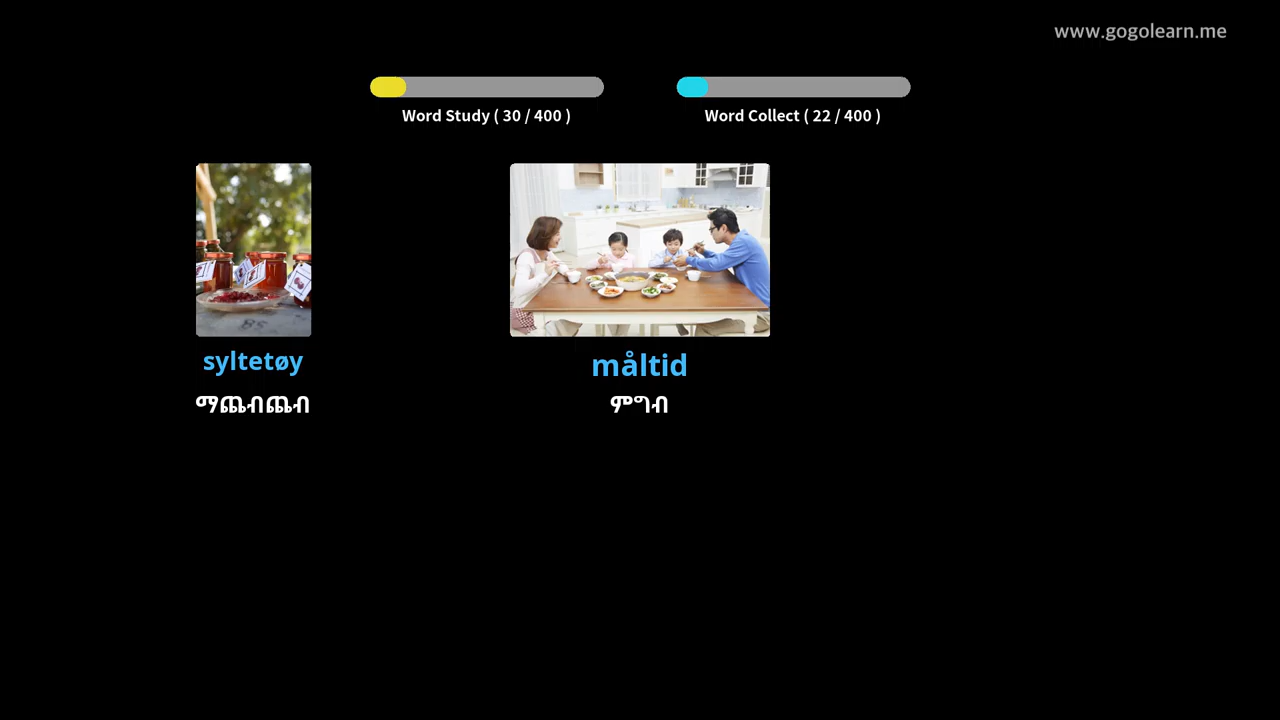 www.gogolearn.me
Word Study ( 30 / 400 )
Word Collect ( 22 / 400 )
syltetøy
måltid
ማጨብጨብ
ምግብ